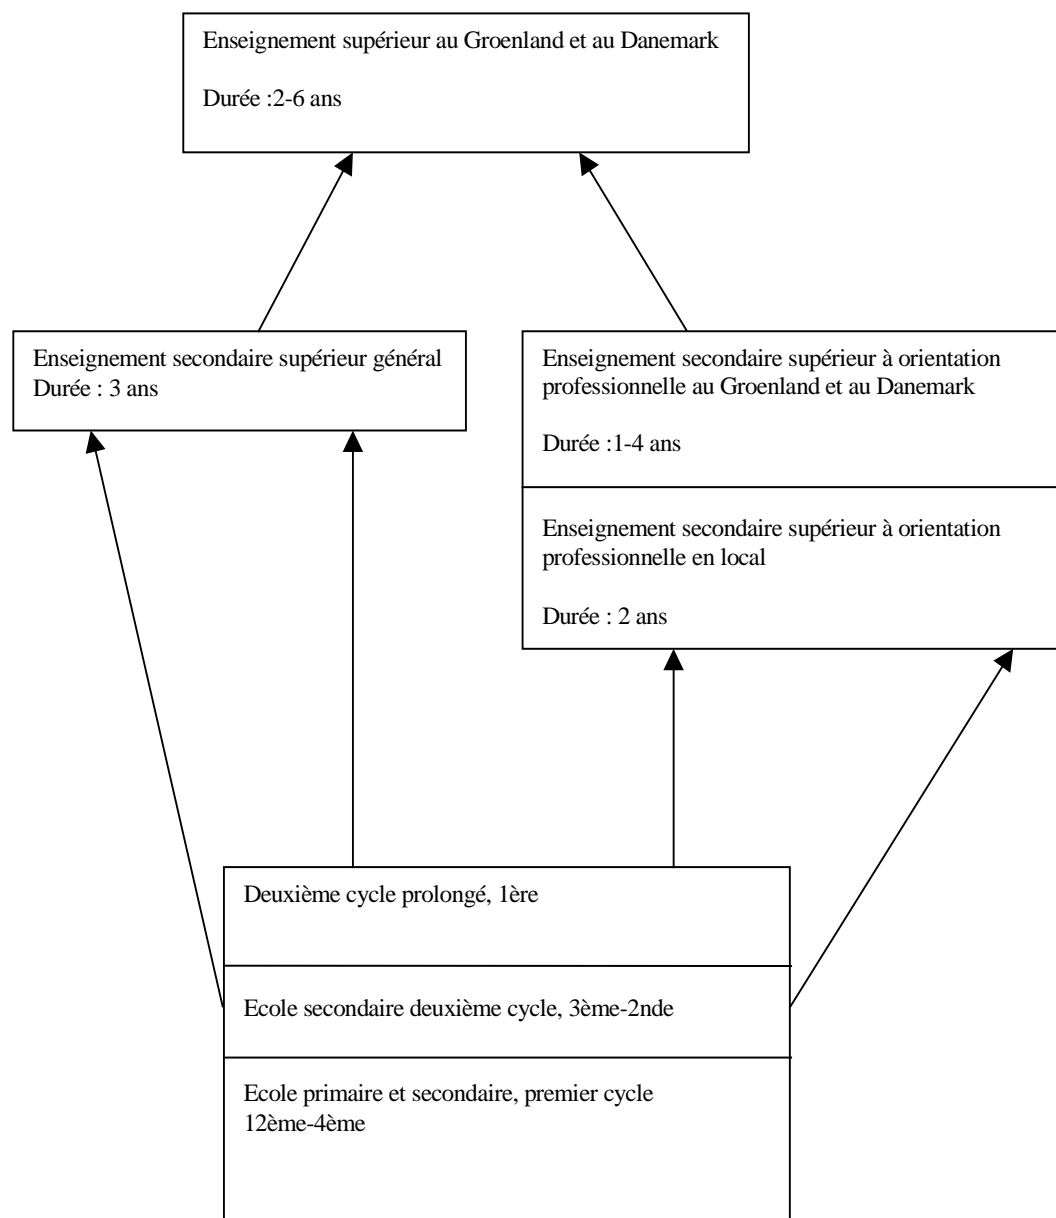 Enseignement supérieur au Groenland et au Danemark
Durée :2-6 ans
Enseignement secondaire supérieur général
Durée : 3 ans
Enseignement secondaire supérieur à orientation
professionnelle au Groenland et au Danemark
Durée :1-4 ans
Enseignement secondaire supérieur à orientation
professionnelle en local
Durée : 2 ans
Deuxième cycle prolongé, 1ère
Ecole secondaire deuxième cycle, 3ème-2nde
Ecole primaire et secondaire, premier cycle
12ème-4ème